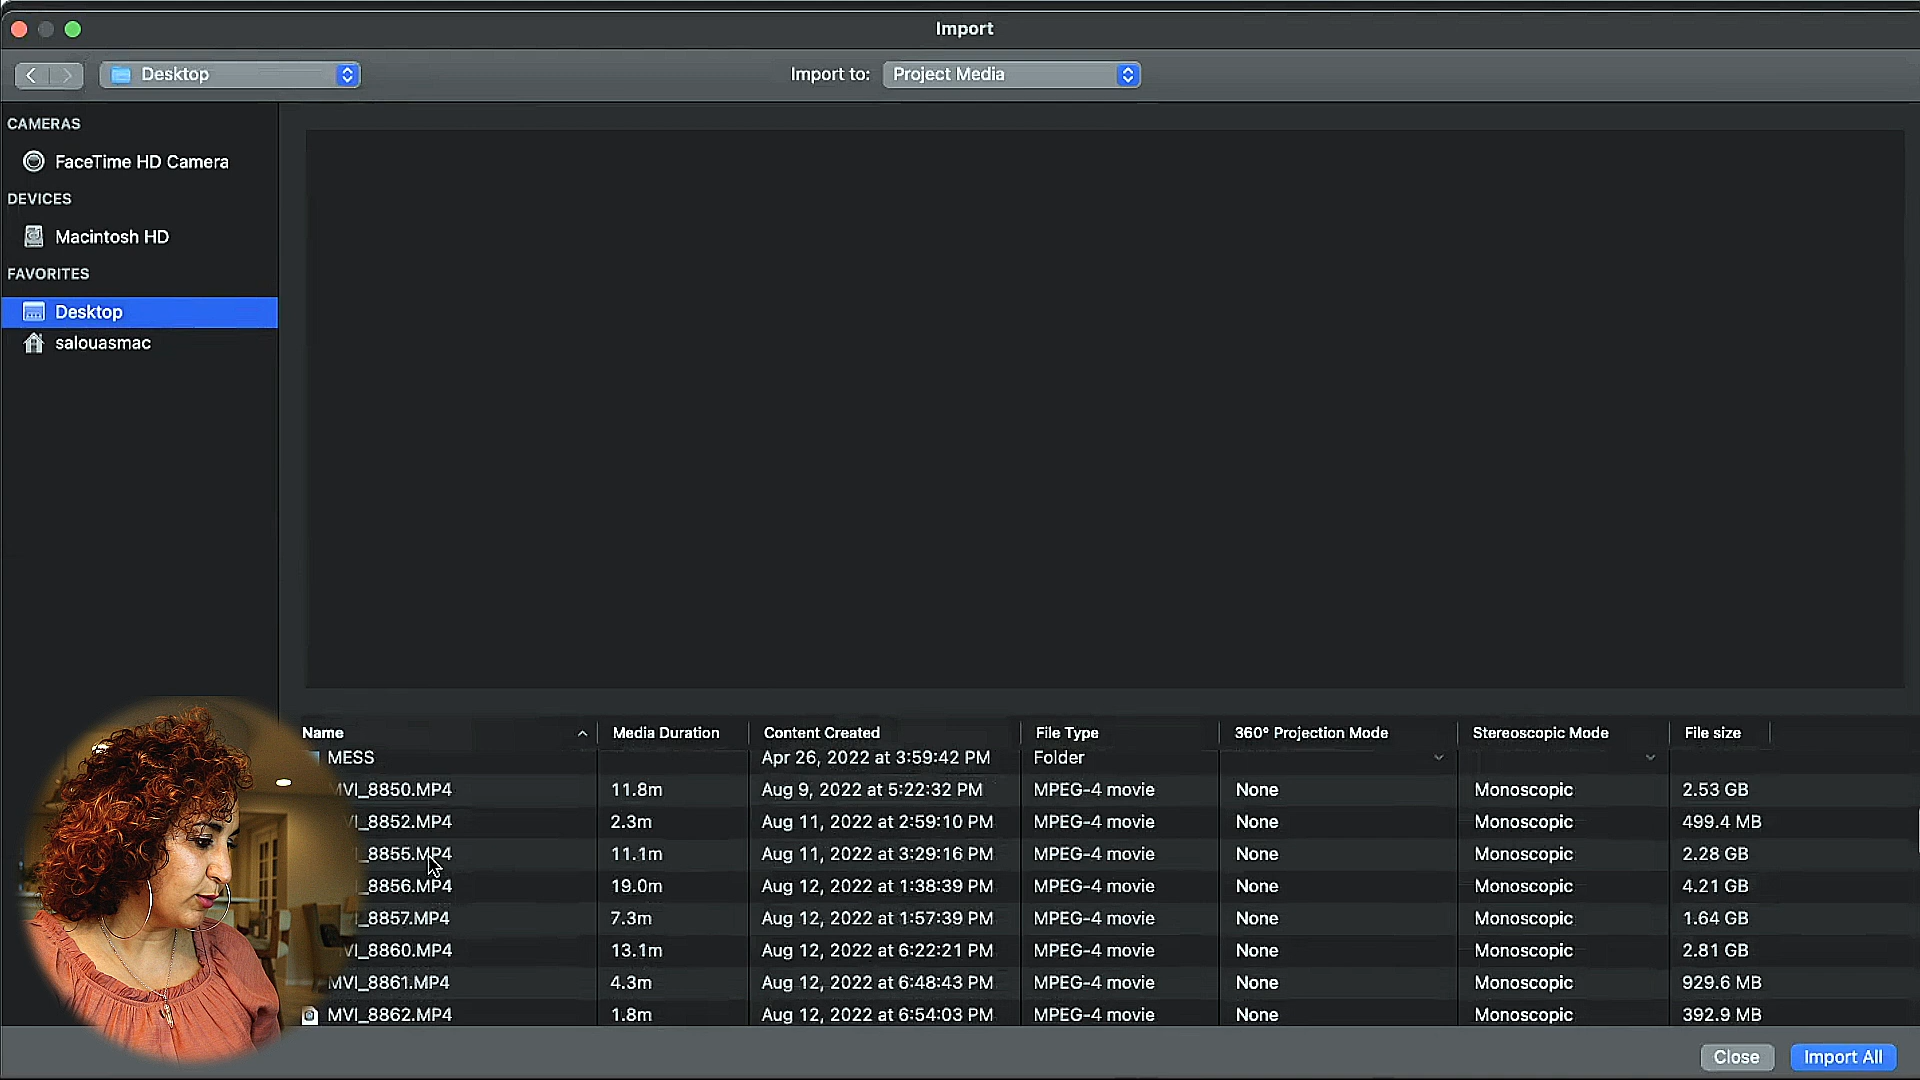 Import
Desktop
Import to: Project Media
CAMERAS
FaceTime HD Camera
DEVICES
Macintosh HD
FAVORITES
Desktop
salouasmac
Name Media Duration Content Created File Type 360° Projection Mode Stereoscopic Mode File size
MESS Apr 26, 2022 at 3:59:42 PM Folder
MVI_8850.MP4 11.8m Aug 9, 2022 at 5:22:32 PM MPEG-4 movie None Monoscopic 2.53 GB
_8852.MP4 2.3m Aug 11, 2022 at 2:59:10 PM MPEG-4 movie None Monoscopic 499.4 MB
_8855.MP4 11.1m Aug 11, 2022 at 3:29:16 PM MPEG-4 movie None Monoscopic 2.28 GB
_8856.MP4 19.0m Aug 12, 2022 at 1:38:39 PM MPEG-4 movie None Monoscopic 4.21 GB
_8857.MP4 7.3m Aug 12, 2022 at 1:57:39 PM MPEG-4 movie None Monoscopic 1.64 GB
_8860.MP4 13.1m Aug 12, 2022 at 6:22:21 PM MPEG-4 movie None Monoscopic 2.81 GB
MVI_8861.MP4 4.3m Aug 12, 2022 at 6:48:43 PM MPEG-4 movie None Monoscopic 929.6 MB
MVI_8862.MP4 1.8m Aug 12, 2022 at 6:54:03 PM MPEG-4 movie None Monoscopic 392.9 MB
Close Import All